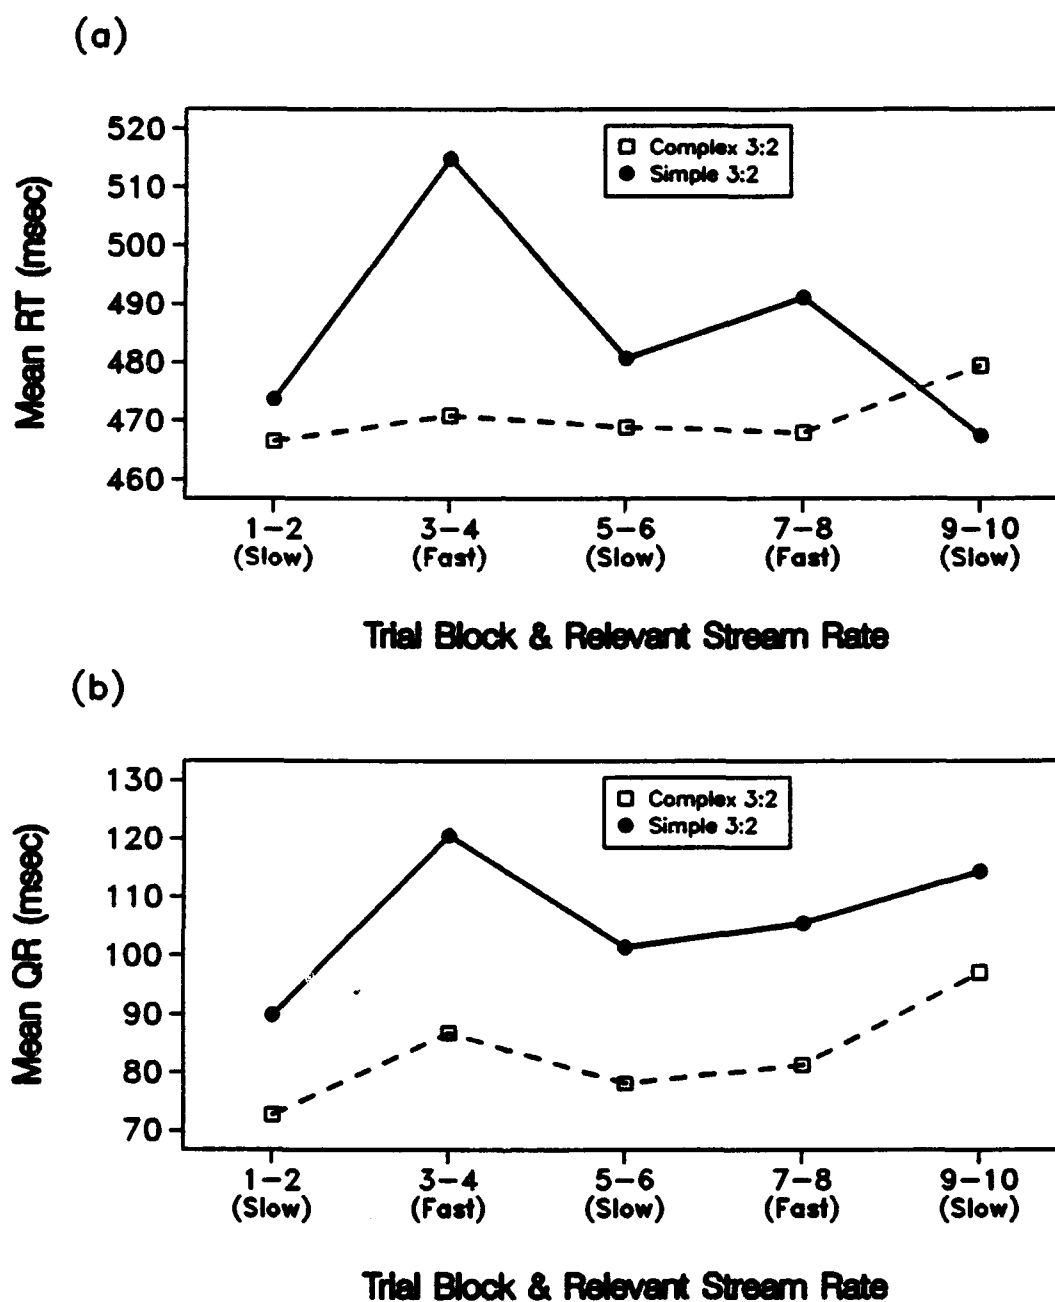 (a)
520
510
500
490
480
470
460
Mean RT (msec)
Complex 3:2
Simple 3:2
1-2 3-4 5-6 7-8 9-10
(Slow) (Fast) (Slow) (Fast) (Slow)
Trial Block & Relevant Stream Rate
(b)
130
120
110
100
90
80
70
Mean QR (msec)
Complex 3:2
Simple 3:2
1-2 3-4 5-6 7-8 9-10
(Slow) (Fast) (Slow) (Fast) (Slow)
Trial Block & Relevant Stream Rate